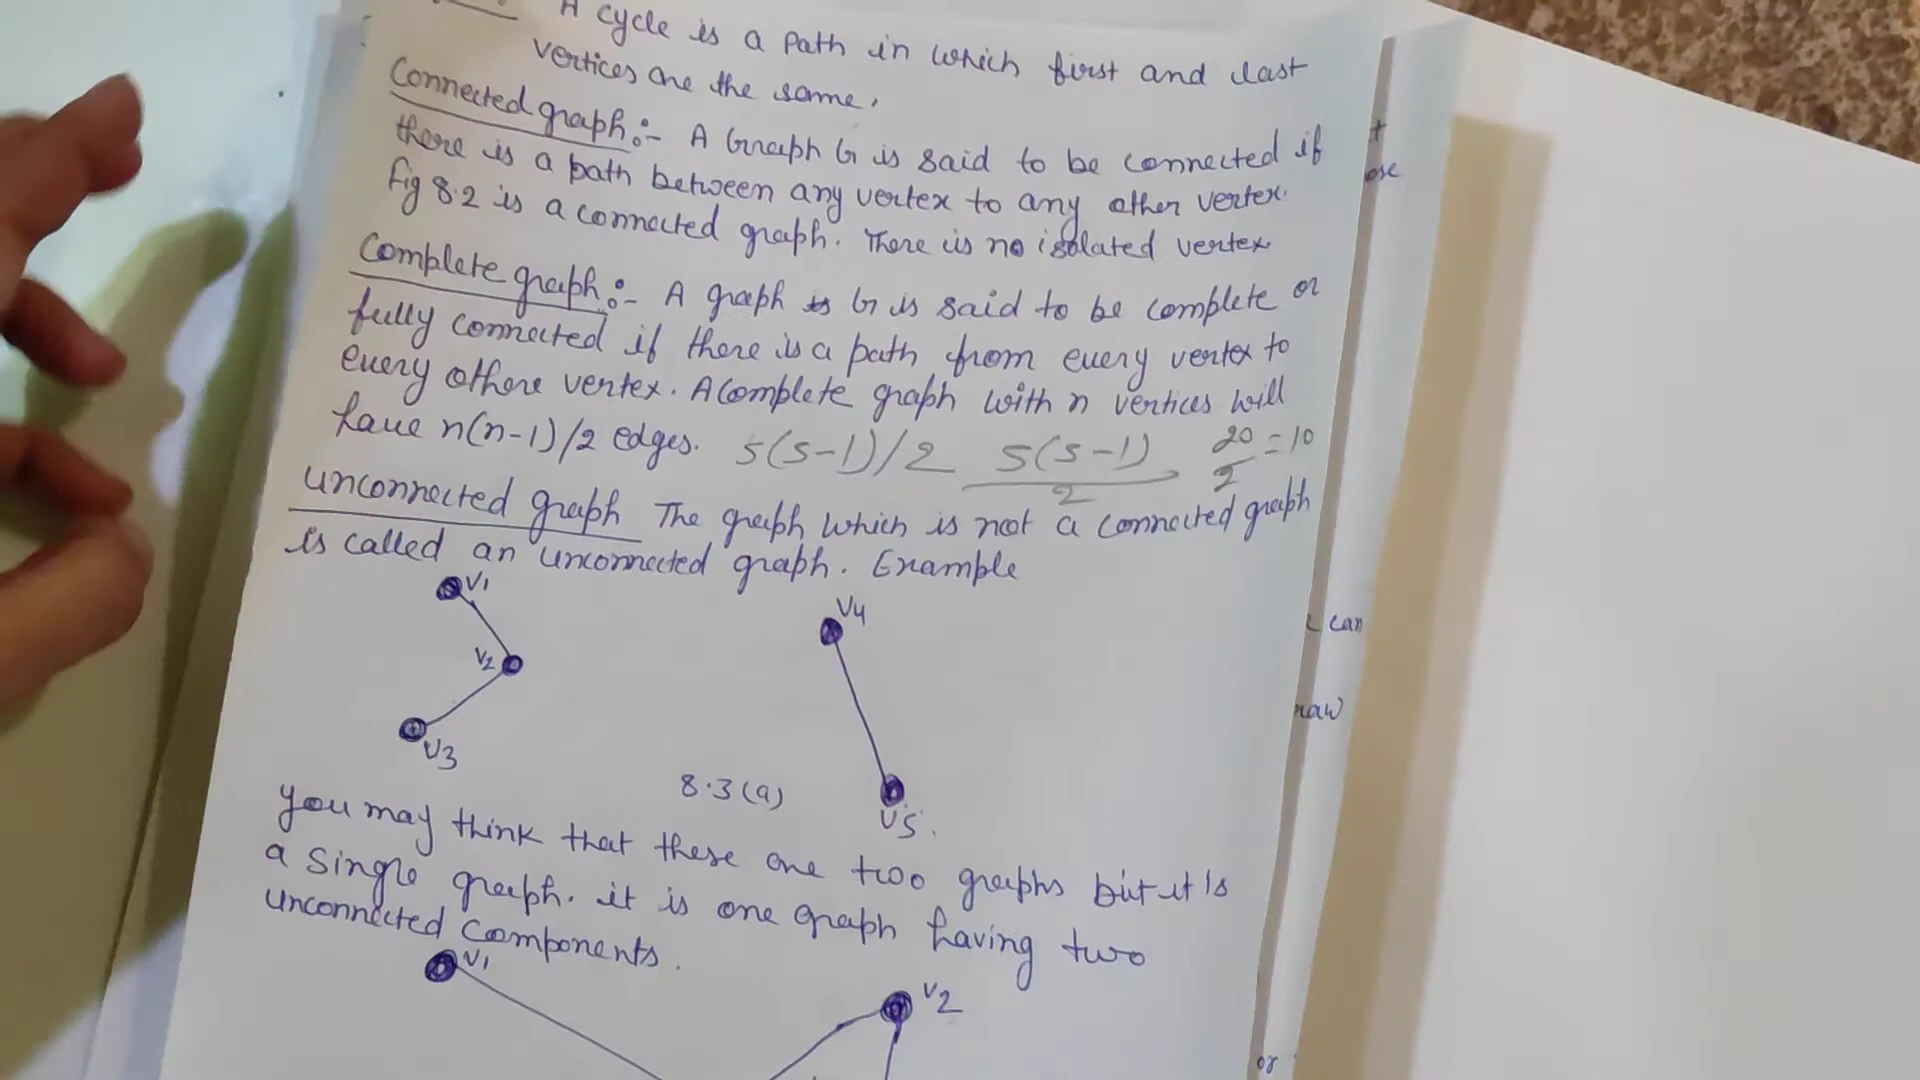 A cycle is a path in which first and last
vertices are the same.
Connected graph:- A Graph G is said to be connected if
there is a path between any vertex to any other vertex.
fig 8.2 is a connected graph. There is no isolated vertex.
Complete graph:- A graph is G is said to be complete or
fully connected if there is a path from every vertex to
every othere vertex. A Complete graph with n vertices will
have n(n-1)/2 edges. 5(5-1)/2 5(5-1)/2 20/2 = 10
unconnected graph The graph which is not a connected graph
is called an unconnected graph. Example
V1
V4
V2
V3
8.3(a)
V5.
you may think that these are two graphs but it is
a single graph. it is one graph having two
unconnected components.
V1
V2
can
or